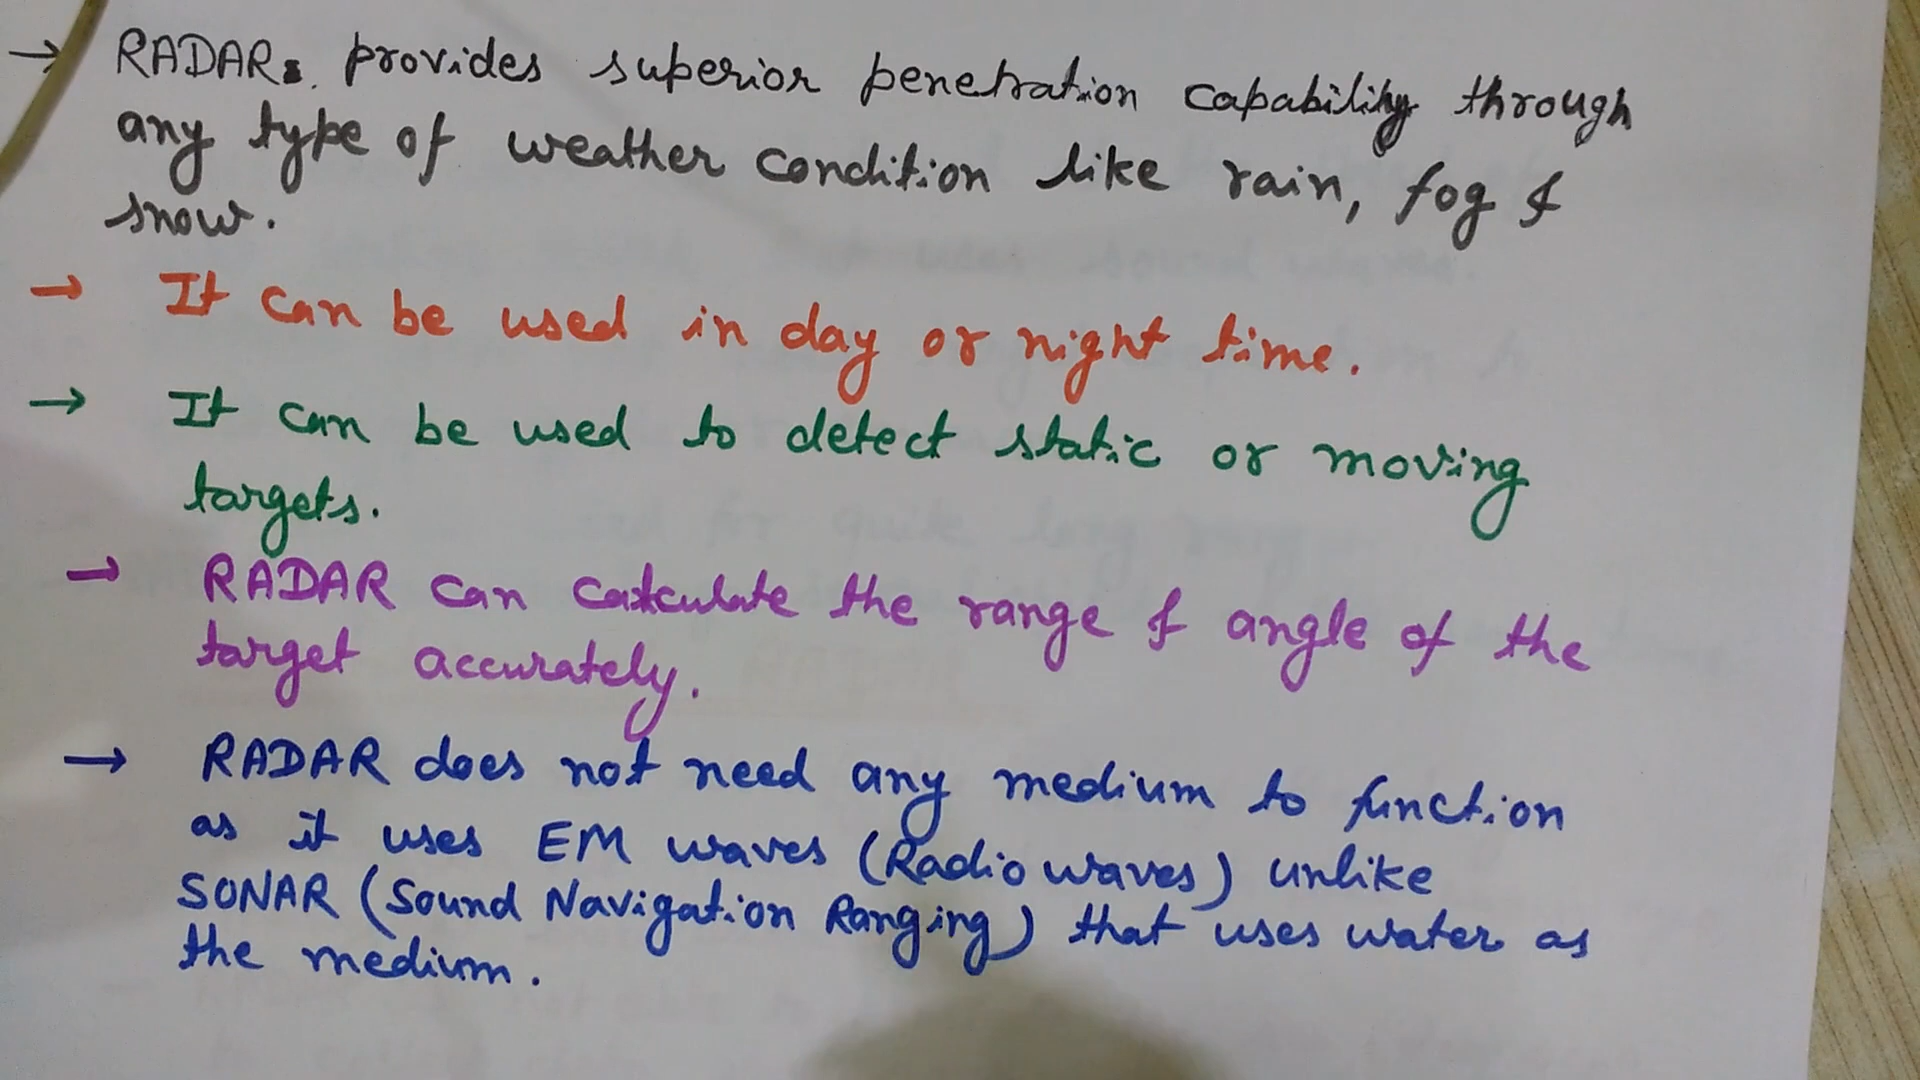 → RADAR. provides superior penetration capability through
any type of weather condition like rain, fog &
snow.
→ It can be used in day or night time.
→ It can be used to detect static or moving
targets.
→ RADAR can calculate the range & angle of the
target accurately.
→ RADAR does not need any medium to function
as it uses EM waves (Radio waves) unlike
SONAR (Sound Navigation Ranging) that uses water as
the medium.